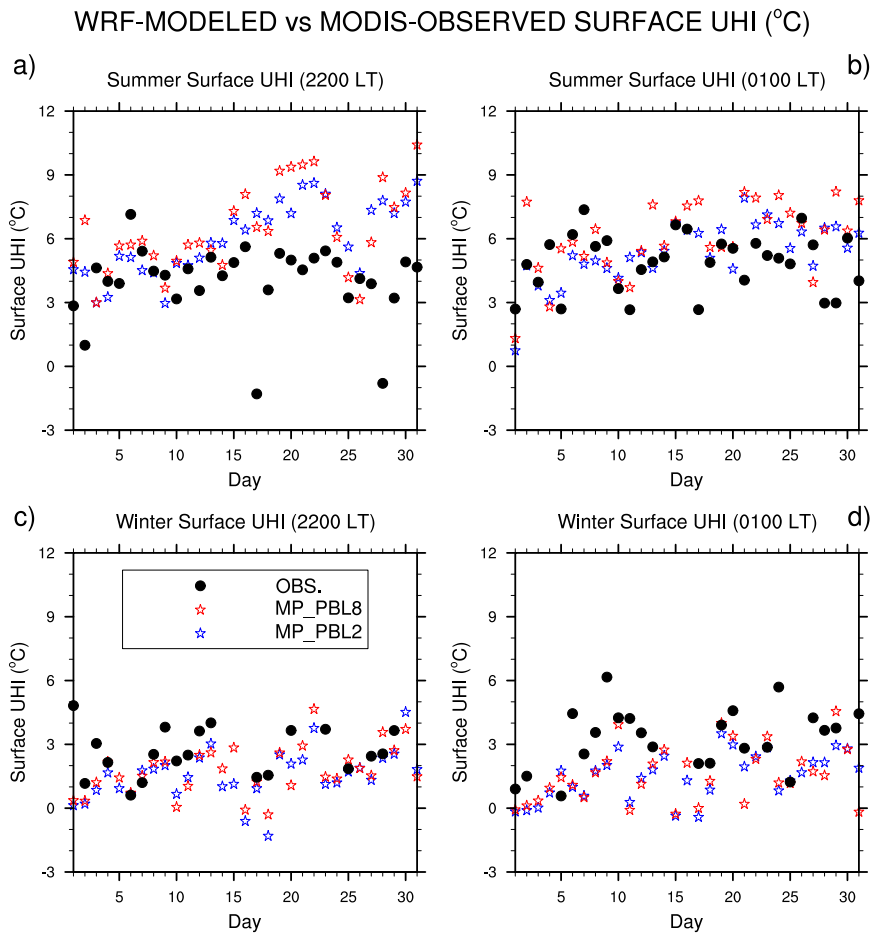 WRF-MODELED vs MODIS-OBSERVED SURFACE UHI (°C)
a)
Summer Surface UHI (2200 LT)
Surface UHI (°C)
12
9
6
3
0
-3
5 10 15 20 25 30
Day
b)
Summer Surface UHI (0100 LT)
Surface UHI (°C)
12
9
6
3
0
-3
5 10 15 20 25 30
Day
c)
Winter Surface UHI (2200 LT)
Surface UHI (°C)
12
9
6
3
0
-3
OBS.
MP_PBL8
MP_PBL2
5 10 15 20 25 30
Day
d)
Winter Surface UHI (0100 LT)
Surface UHI (°C)
12
9
6
3
0
-3
5 10 15 20 25 30
Day